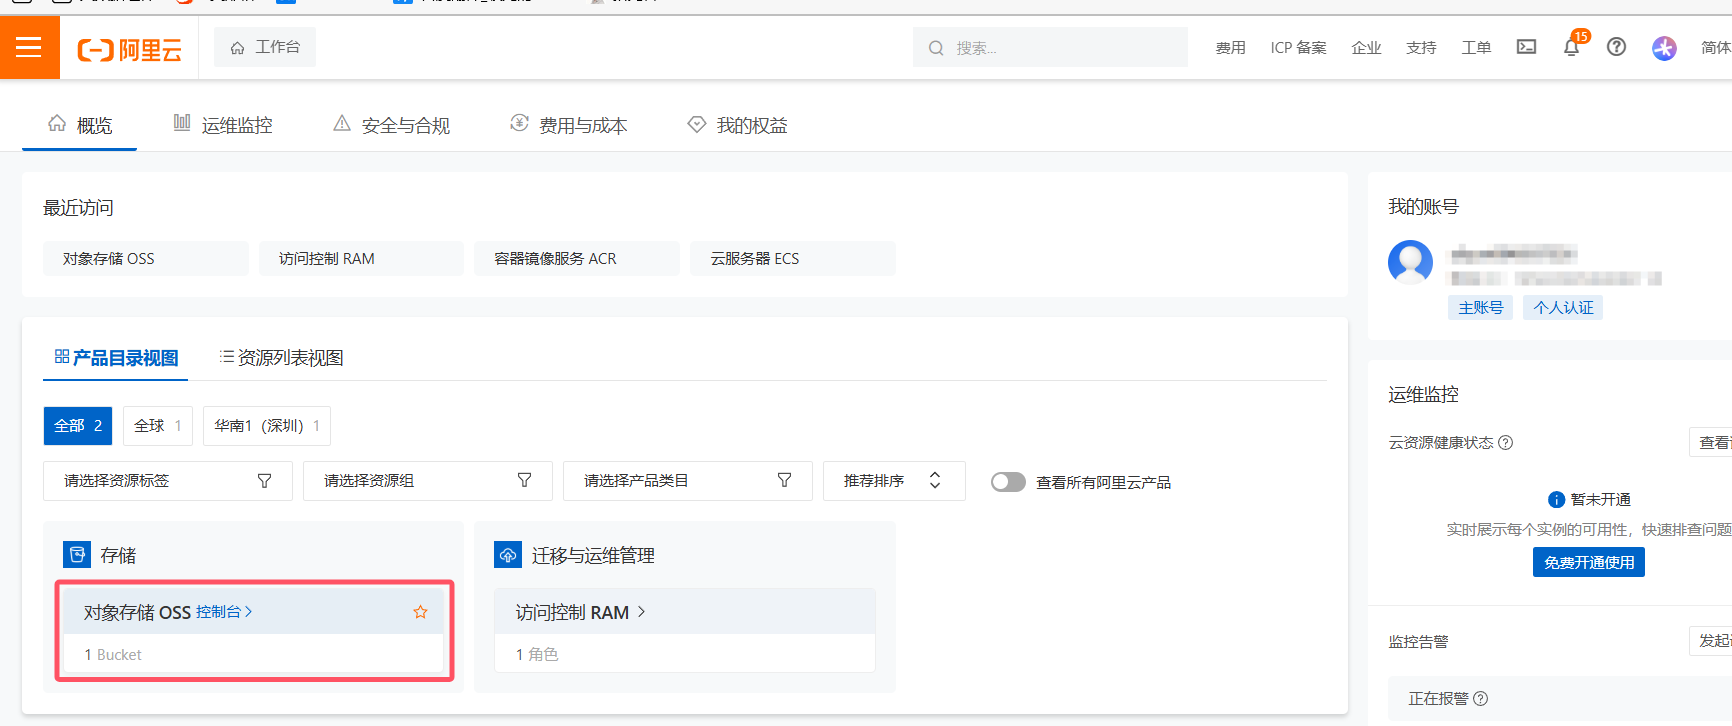 阿里云
工作台
搜索...
费用
ICP 备案
企业
支持
工单
15
简体
概览
运维监控
安全与合规
费用与成本
我的权益
最近访问
对象存储 OSS
访问控制 RAM
容器镜像服务 ACR
云服务器 ECS
产品目录视图
资源列表视图
全部 2
全球 1
华南1（深圳） 1
请选择资源标签
请选择资源组
请选择产品类目
推荐排序
查看所有阿里云产品
存储
对象存储 OSS 控制台
1 Bucket
迁移与运维管理
访问控制 RAM
1 角色
我的账号
主账号
个人认证
运维监控
云资源健康状态
查看
暂未开通
实时展示每个实例的可用性，快速排查问题
免费开通使用
监控告警
发起
正在报警